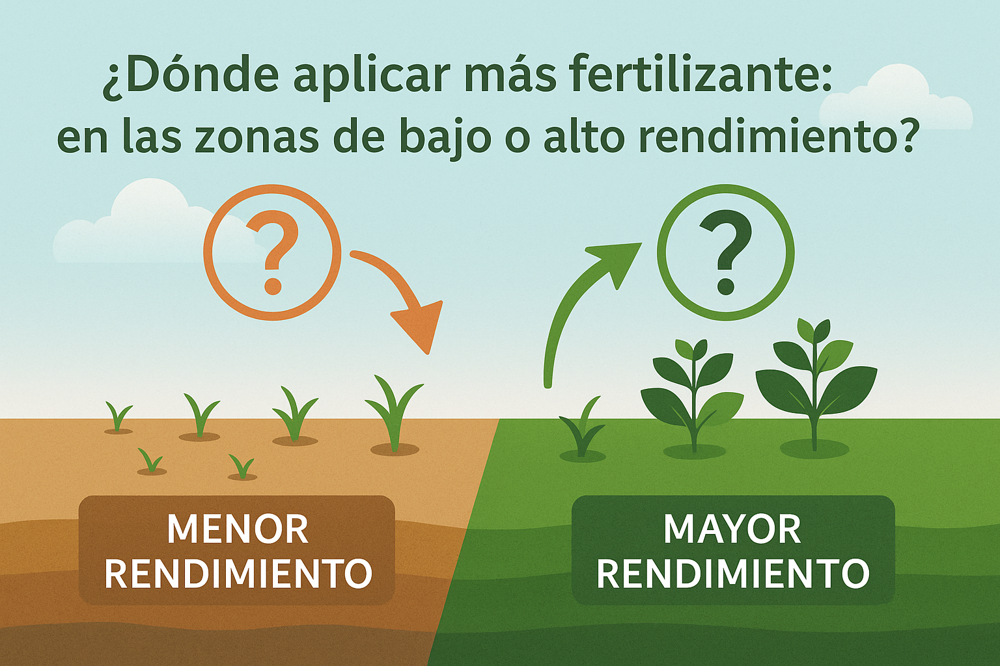 ¿Dónde aplicar más fertilizante:
en las zonas de bajo o alto rendimiento?
?
?
MENOR
RENDIMIENTO
MAYOR
RENDIMIENTO